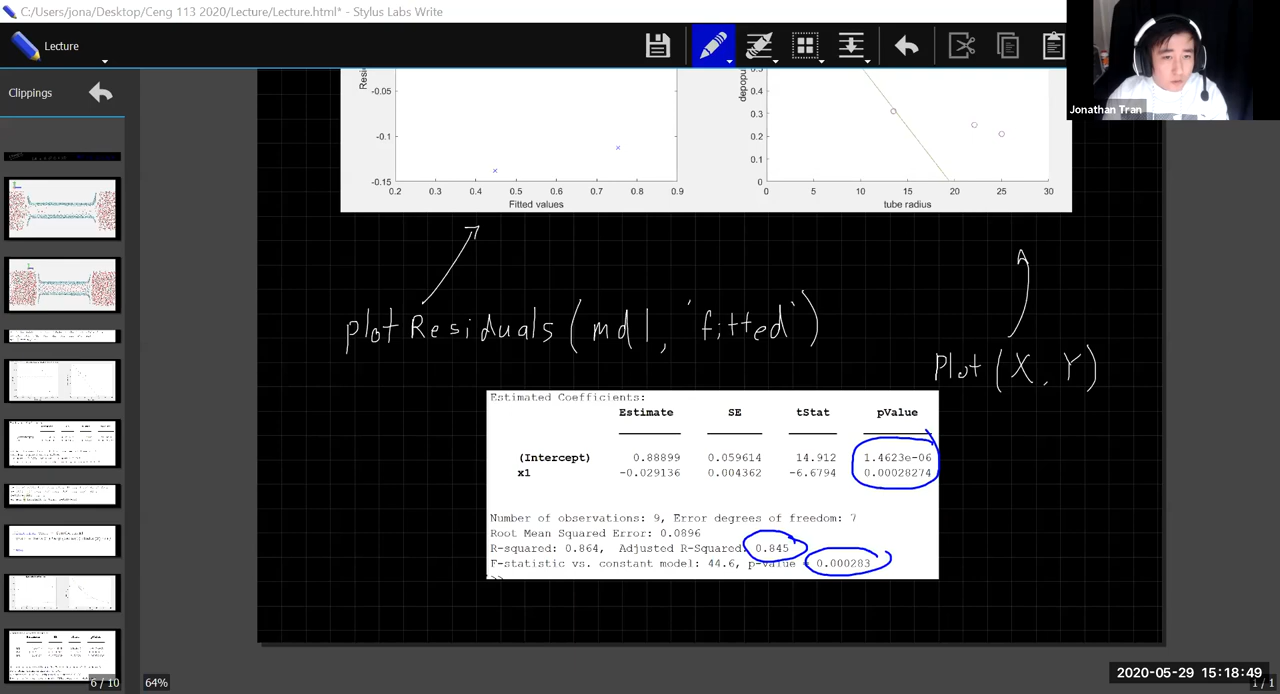 C:/Users/jona/Desktop/Ceng 113 2020/Lecture/Lecture.html* - Stylus Labs Write
Lecture
Clippings
Jonathan Tran
-0.05
-0.1
-0.15
0.2 0.3 0.4 0.5 0.6 0.7 0.8 0.9
Fitted values
0.5
0.4
0.3
0.2
0.1
0
0 5 10 15 20 25 30
tube radius
plotResiduals(mdl, 'fitted')
Plot(X, Y)
Estimated Coefficients:
Estimate SE tStat pValue
(Intercept) 0.88899 0.059614 14.912 1.4623e-06
x1 -0.029136 0.004362 -6.6794 0.00028274
Number of observations: 9, Error degrees of freedom: 7
Root Mean Squared Error: 0.0896
R-squared: 0.864, Adjusted R-Squared: 0.845
F-statistic vs. constant model: 44.6, p-value = 0.000283
>>
6 / 10
64%
2020-05-29 15:18:49
1 / 1